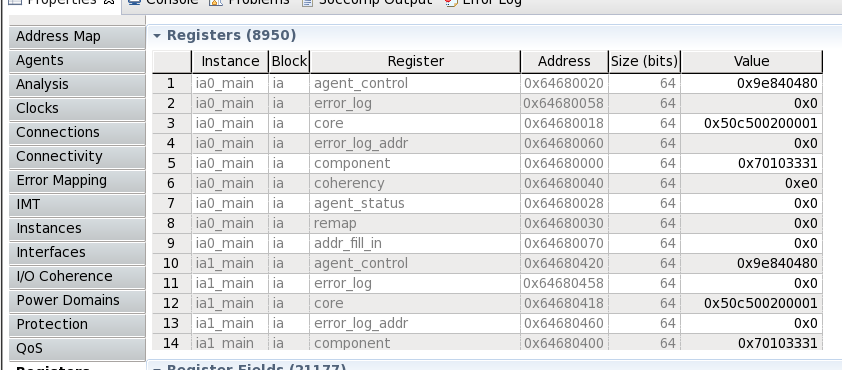 Properties Console Problems Soccomp Output Error Log
Address Map
Agents
Analysis
Clocks
Connections
Connectivity
Error Mapping
IMT
Instances
Interfaces
I/O Coherence
Power Domains
Protection
QoS
Registers
Registers (8950)
Instance Block Register Address Size (bits) Value
1 ia0_main ia agent_control 0x64680020 64 0x9e840480
2 ia0_main ia error_log 0x64680058 64 0x0
3 ia0_main ia core 0x64680018 64 0x50c500200001
4 ia0_main ia error_log_addr 0x64680060 64 0x0
5 ia0_main ia component 0x64680000 64 0x70103331
6 ia0_main ia coherency 0x64680040 64 0xe0
7 ia0_main ia agent_status 0x64680028 64 0x0
8 ia0_main ia remap 0x64680030 64 0x0
9 ia0_main ia addr_fill_in 0x64680070 64 0x0
10 ia1_main ia agent_control 0x64680420 64 0x9e840480
11 ia1_main ia error_log 0x64680458 64 0x0
12 ia1_main ia core 0x64680418 64 0x50c500200001
13 ia1_main ia error_log_addr 0x64680460 64 0x0
14 ia1_main ia component 0x64680400 64 0x70103331
Register Fields (21177)